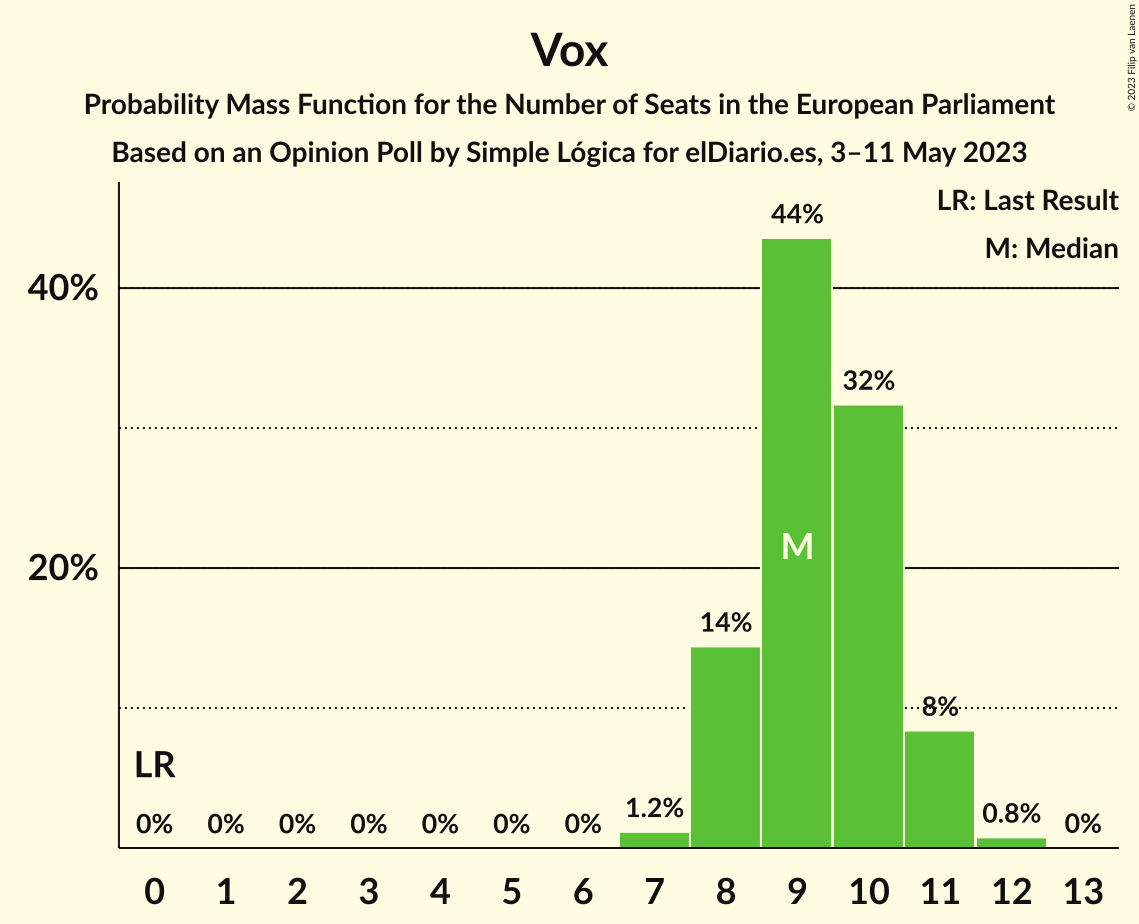 Vox
Probability Mass Function for the Number of Seats in the European Parliament
Based on an Opinion Poll by Simple Lógica for elDiario.es, 3–11 May 2023
© 2023 Filip van Laenen
LR: Last Result
M: Median
40%
20%
44%
32%
M
14%
8%
LR
0% 0% 0% 0% 0% 0% 0% 1.2% 0.8% 0%
0 1 2 3 4 5 6 7 8 9 10 11 12 13